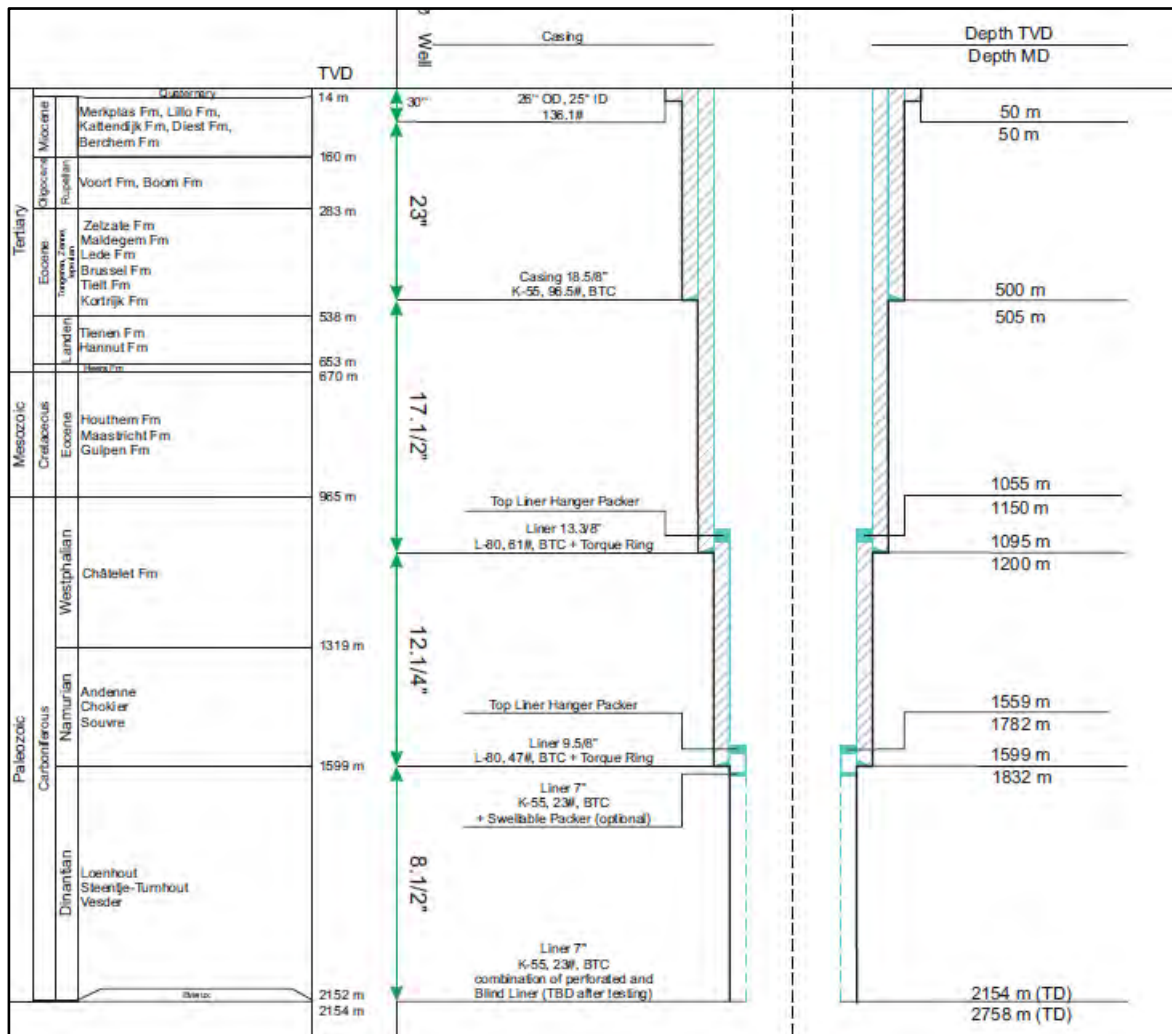 Well
Casing
Depth TVD
Depth MD
TVD
Quaternary
14 m
30"
26" OD, 25" ID
136.1#
50 m
50 m
Tertiary
Miocene
Merkplas Fm, Lillo Fm,
Kattendijk Fm, Diest Fm,
Berchem Fm
160 m
Oligocene
Rupelian
Voort Fm, Boom Fm
283 m
23"
Eocene
Zelzate Fm
Maldegem Fm
Lede Fm
Brussel Fm
Tielt Fm
Kortrijk Fm
Casing 18.5/8"
K-55, 96.5#, BTC
500 m
505 m
538 m
Landen
Tienen Fm
Hannut Fm
653 m
670 m
17.1/2"
Mesozoic
Cretaceous
Eocene
Houthem Fm
Maastricht Fm
Gulpen Fm
965 m
Top Liner Hanger Packer
1055 m
1150 m
Liner 13.3/8"
L-80, 61#, BTC + Torque Ring
1095 m
1200 m
Paleozoic
Carboniferous
Westphalian
Châtelet Fm
1319 m
12.1/4"
Namurian
Andenne
Chokier
Souvre
Top Liner Hanger Packer
1559 m
1782 m
Liner 9.5/8"
L-80, 47#, BTC + Torque Ring
1599 m
1599 m
1832 m
Liner 7"
K-55, 23#, BTC
+ Swellable Packer (optional)
8.1/2"
Dinantian
Loenhout
Steentje-Turnhout
Vesder
Liner 7"
K-55, 23#, BTC
combination of perforated and
Blind Liner (TBD after testing)
2152 m
2154 m
2154 m (TD)
2758 m (TD)